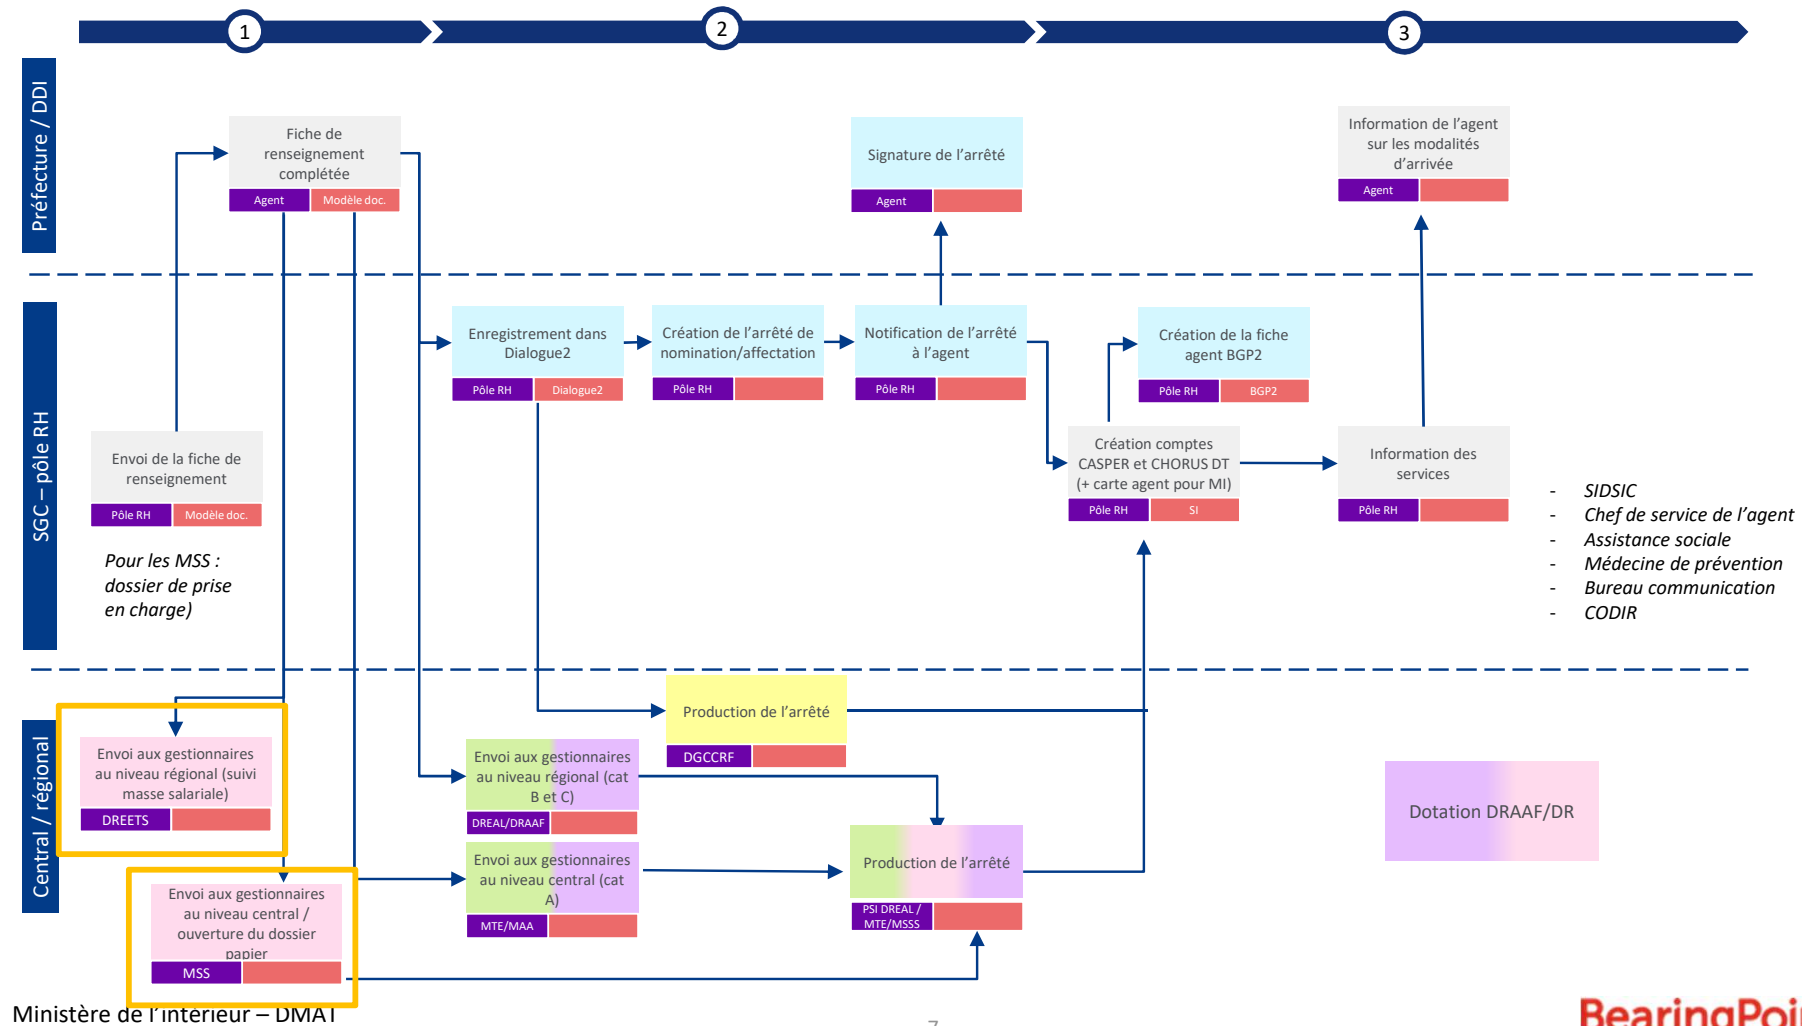 1
2
3
Préfecture / DDI
Fiche de
renseignement
complétée
Agent
Modèle doc.
Signature de l’arrêté
Agent
Information de l’agent
sur les modalités
d’arrivée
Agent
SGC – pôle RH
Envoi de la fiche de
renseignement
Pôle RH
Modèle doc.
Pour les MSS :
dossier de prise
en charge)
Enregistrement dans
Dialogue2
Pôle RH
Dialogue2
Création de l’arrêté de
nomination/affectation
Pôle RH
Notification de l’arrêté
à l’agent
Pôle RH
Création de la fiche
agent BGP2
Pôle RH
BGP2
Création comptes
CASPER et CHORUS DT
(+ carte agent pour MI)
Pôle RH
SI
Information des
services
Pôle RH
- SIDSIC
- Chef de service de l’agent
- Assistance sociale
- Médecine de prévention
- Bureau communication
- CODIR
Central / régional
Envoi aux gestionnaires
au niveau régional (suivi
masse salariale)
DREETS
Envoi aux gestionnaires
au niveau central /
ouverture du dossier
papier
MSS
Production de l’arrêté
DGCCRF
Envoi aux gestionnaires
au niveau régional (cat
B et C)
DREAL/DRAAF
Envoi aux gestionnaires
au niveau central (cat
A)
MTE/MAA
Production de l’arrêté
PSI DREAL /
MTE/MSSS
Dotation DRAAF/DR
Ministère de l’intérieur – DMAT
7
BearingPoi